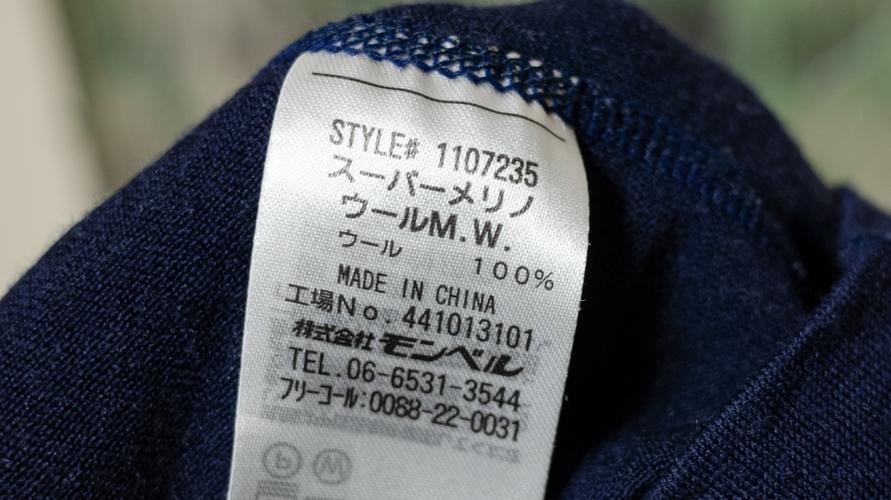 STYLE# 1107235
スーパーメリノ
ウールM.W.
ウール 100%
MADE IN CHINA
工場No.441013101
株式会社モンベル
TEL.06-6531-3544
フリーコール:0088-22-0031
P W